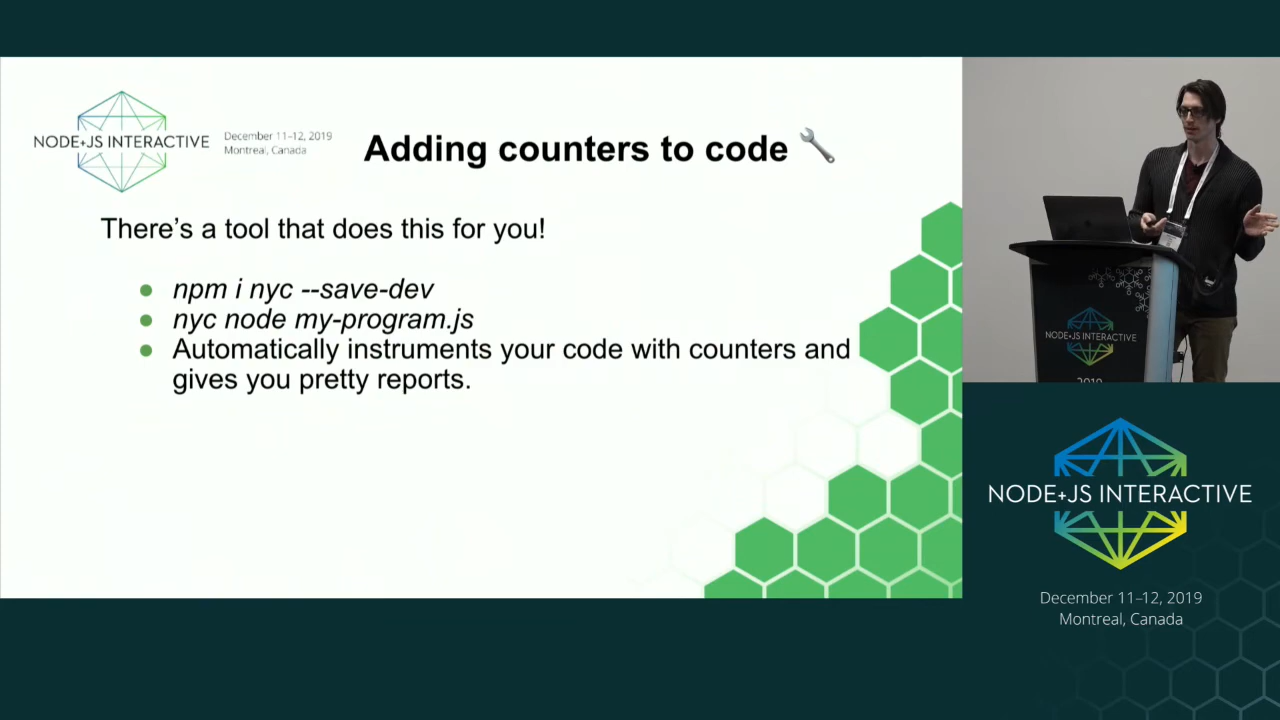 NODE+JS INTERACTIVE
December 11–12, 2019
Montreal, Canada
Adding counters to code
There's a tool that does this for you!
npm i nyc --save-dev
nyc node my-program.js
Automatically instruments your code with counters and
gives you pretty reports.
NODE+JS INTERACTIVE
2019
NODE+JS INTERACTIVE
December 11–12, 2019
Montreal, Canada